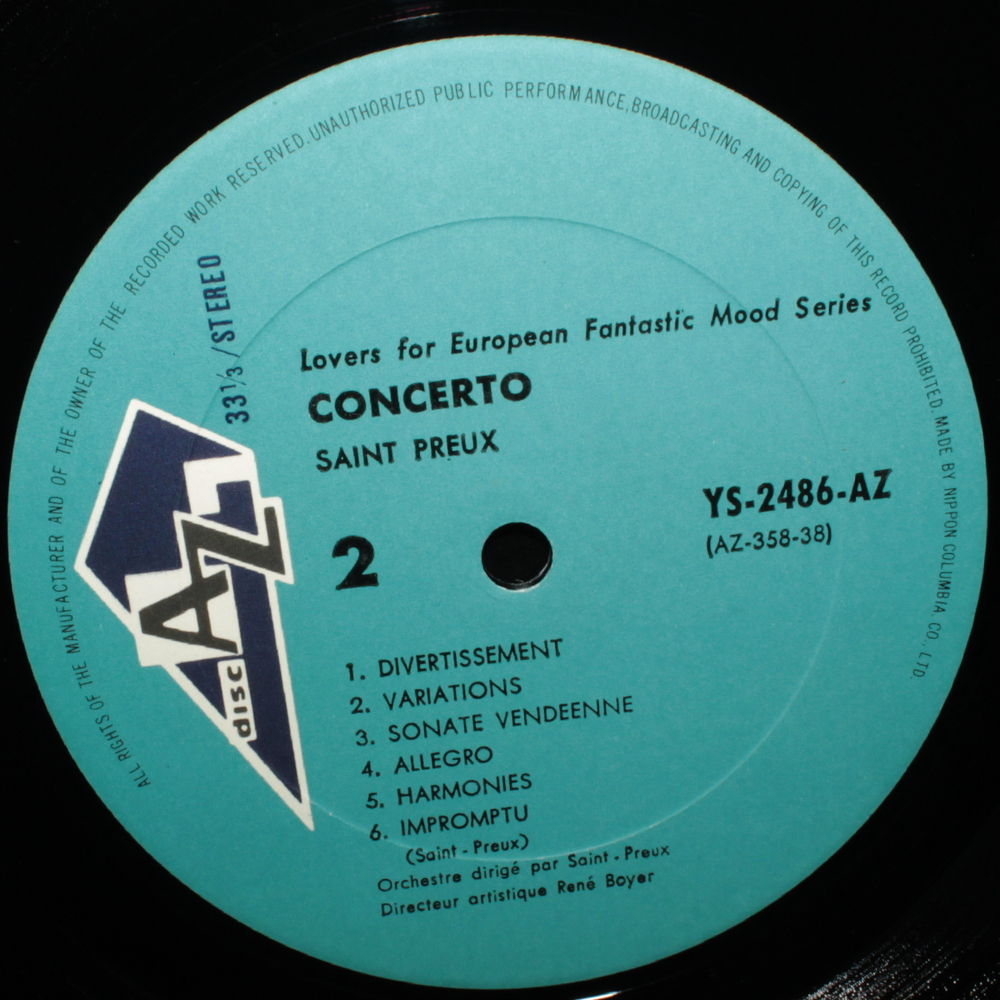 ALL RIGHTS OF THE MANUFACTURER AND OF THE OWNER OF THE RECORDED WORK RESERVED. UNAUTHORIZED PUBLIC PERFORMANCE, BROADCASTING AND COPYING OF THIS RECORD PROHIBITED. MADE BY NIPPON COLUMBIA CO., LTD.
33 1/3 / STEREO
disc AZ
Lovers for European Fantastic Mood Series
CONCERTO
SAINT PREUX
YS-2486-AZ
(AZ-358-38)
2
1. DIVERTISSEMENT
2. VARIATIONS
3. SONATE VENDEENNE
4. ALLEGRO
5. HARMONIES
6. IMPROMPTU
(Saint-Preux)
Orchestre dirigé par Saint-Preux
Directeur artistique René Boyer